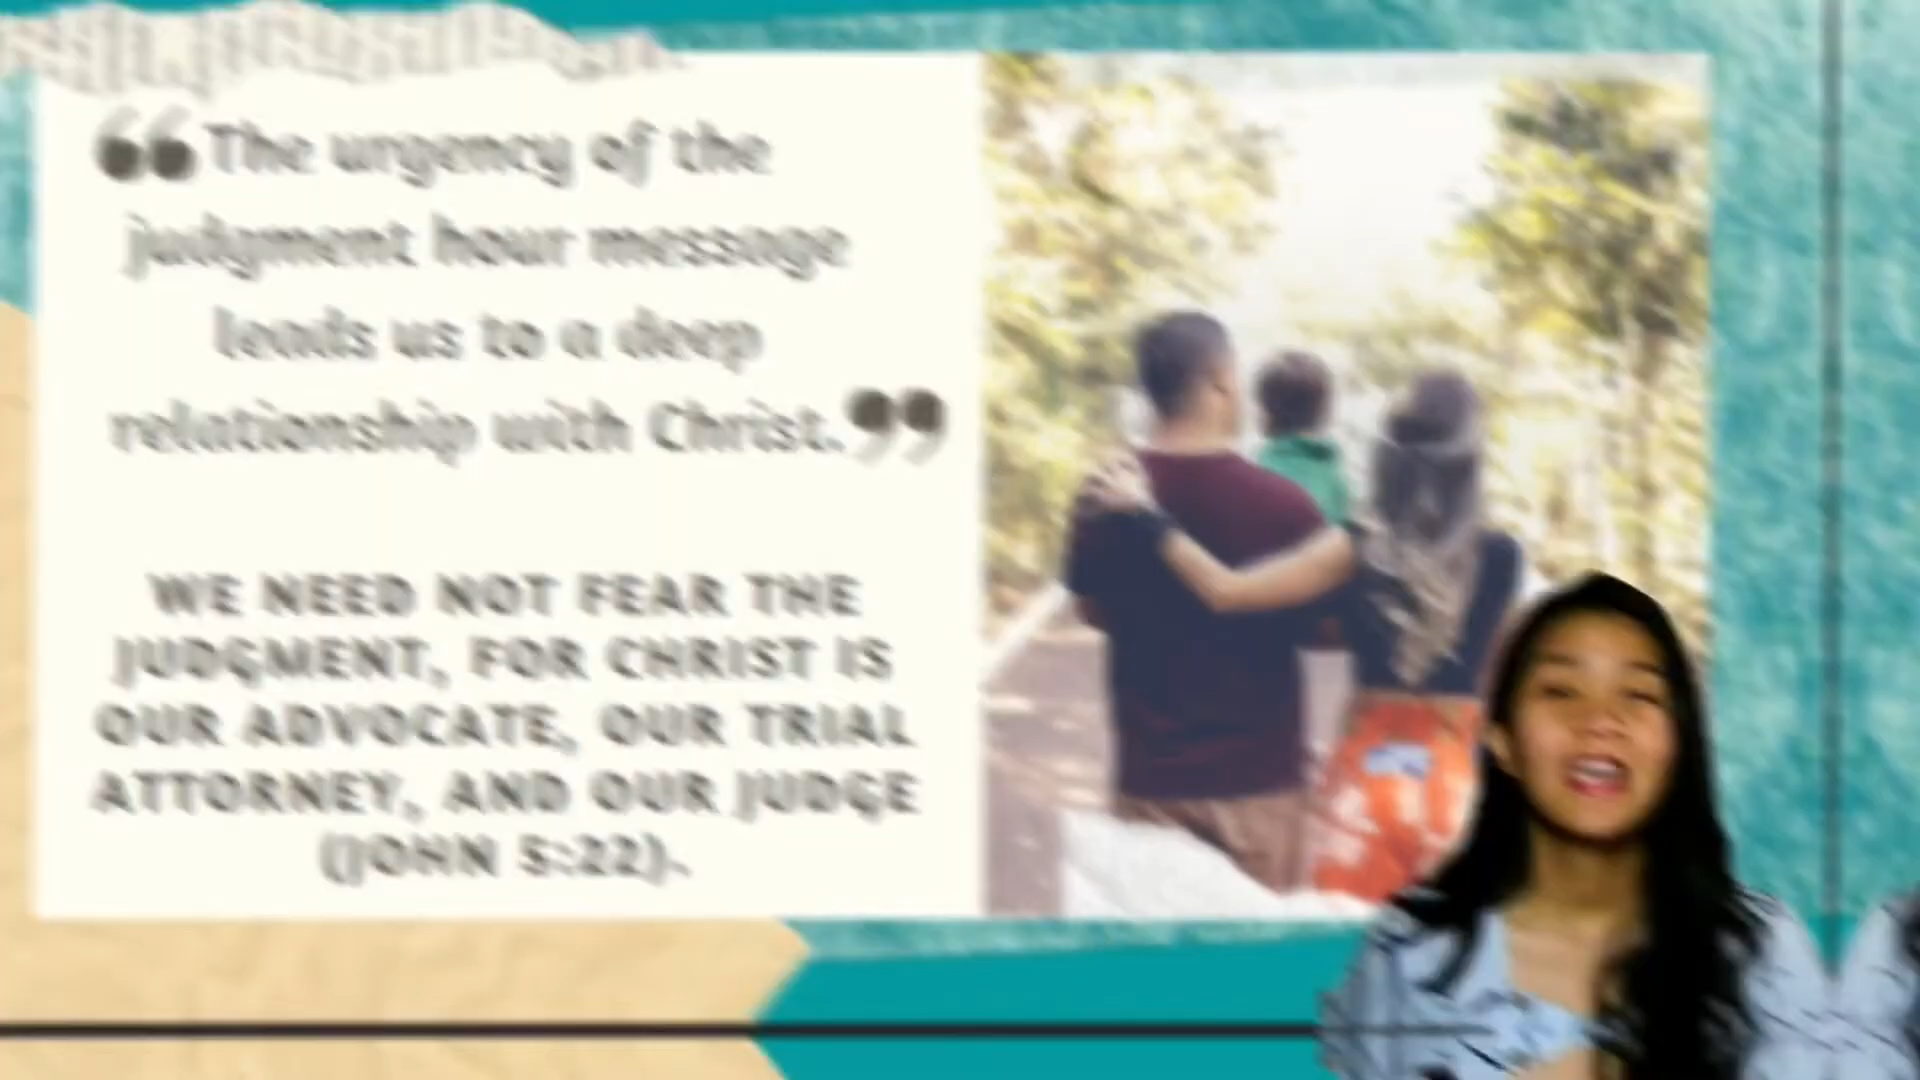 “The urgency of the
judgment hour message
leads us to a deep
relationship with Christ.”
WE NEED NOT FEAR THE
JUDGMENT, FOR CHRIST IS
OUR ADVOCATE, OUR TRIAL
ATTORNEY, AND OUR JUDGE
(JOHN 5:22).